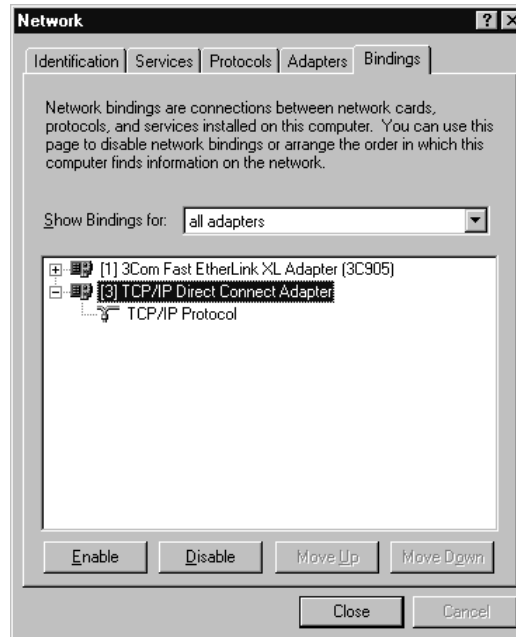 Network
Identification Services Protocols Adapters Bindings
Network bindings are connections between network cards,
protocols, and services installed on this computer. You can use this
page to disable network bindings or arrange the order in which this
computer finds information on the network.
Show Bindings for: all adapters
[1] 3Com Fast EtherLink XL Adapter (3C905)
[3] TCP/IP Direct Connect Adapter
TCP/IP Protocol
Enable Disable Move Up Move Down
Close Cancel